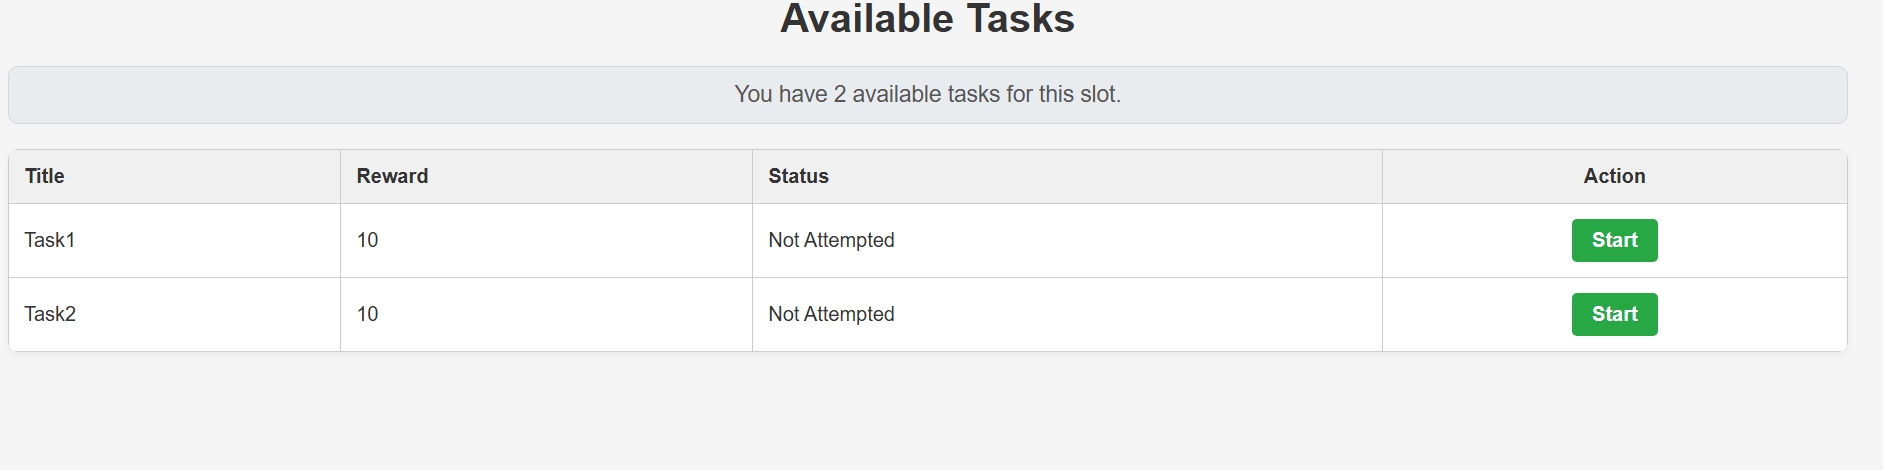 Available Tasks
You have 2 available tasks for this slot.
Title Reward Status Action
Task1 10 Not Attempted Start
Task2 10 Not Attempted Start